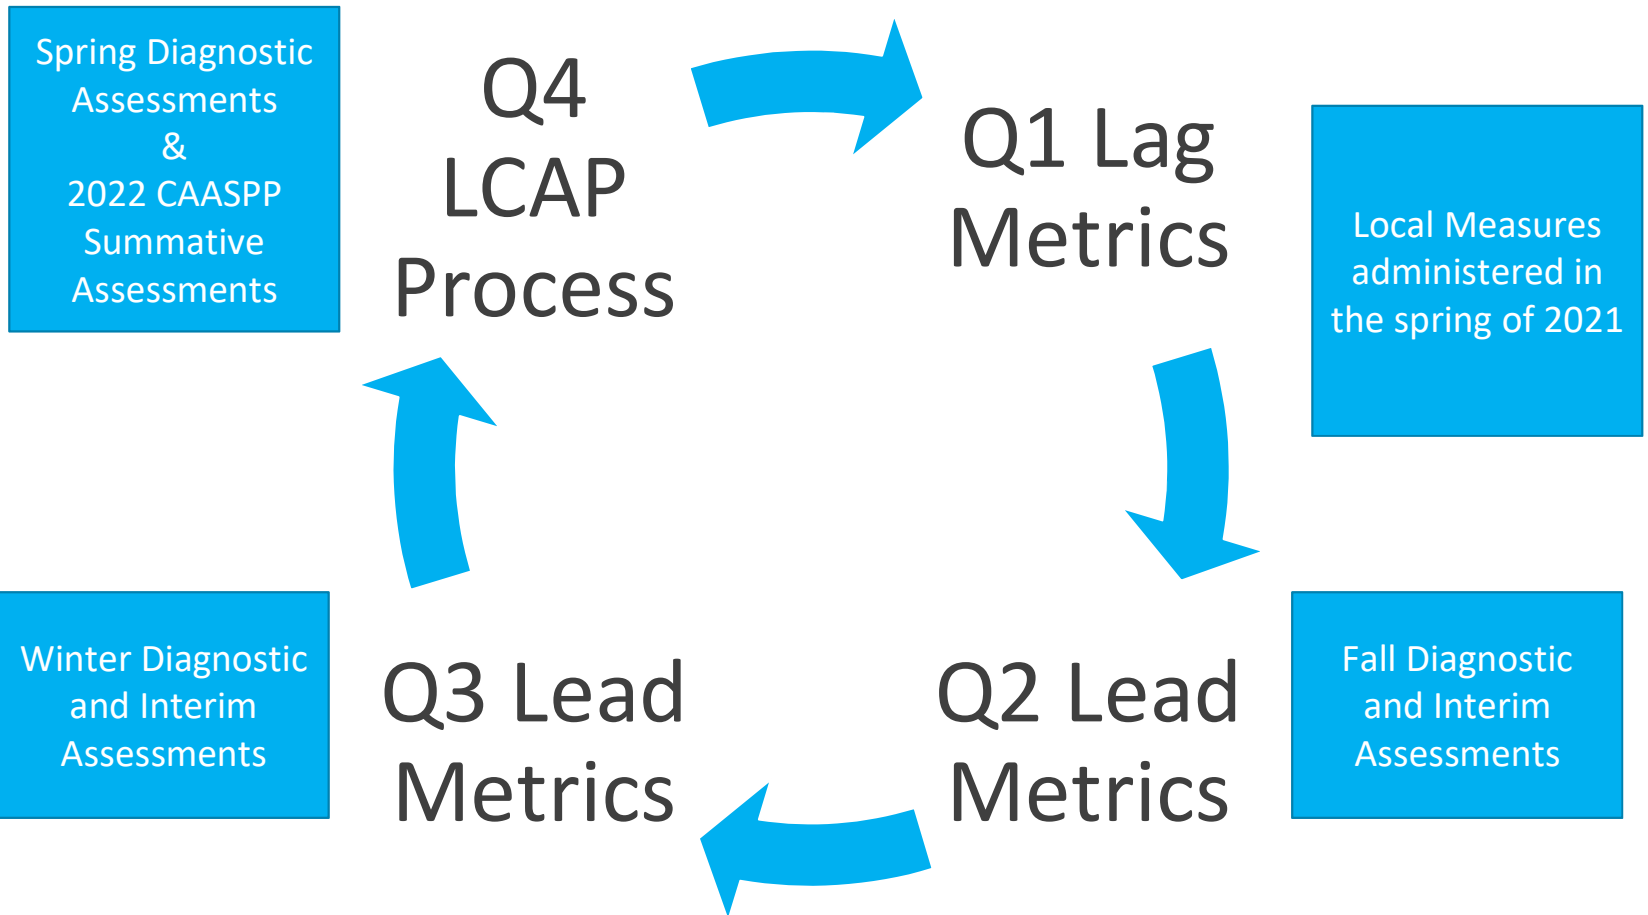 Spring Diagnostic
Assessments
&
2022 CAASPP
Summative
Assessments
Q4
LCAP
Process
Q1 Lag
Metrics
Local Measures
administered in
the spring of 2021
Winter Diagnostic
and Interim
Assessments
Q3 Lead
Metrics
Q2 Lead
Metrics
Fall Diagnostic
and Interim
Assessments